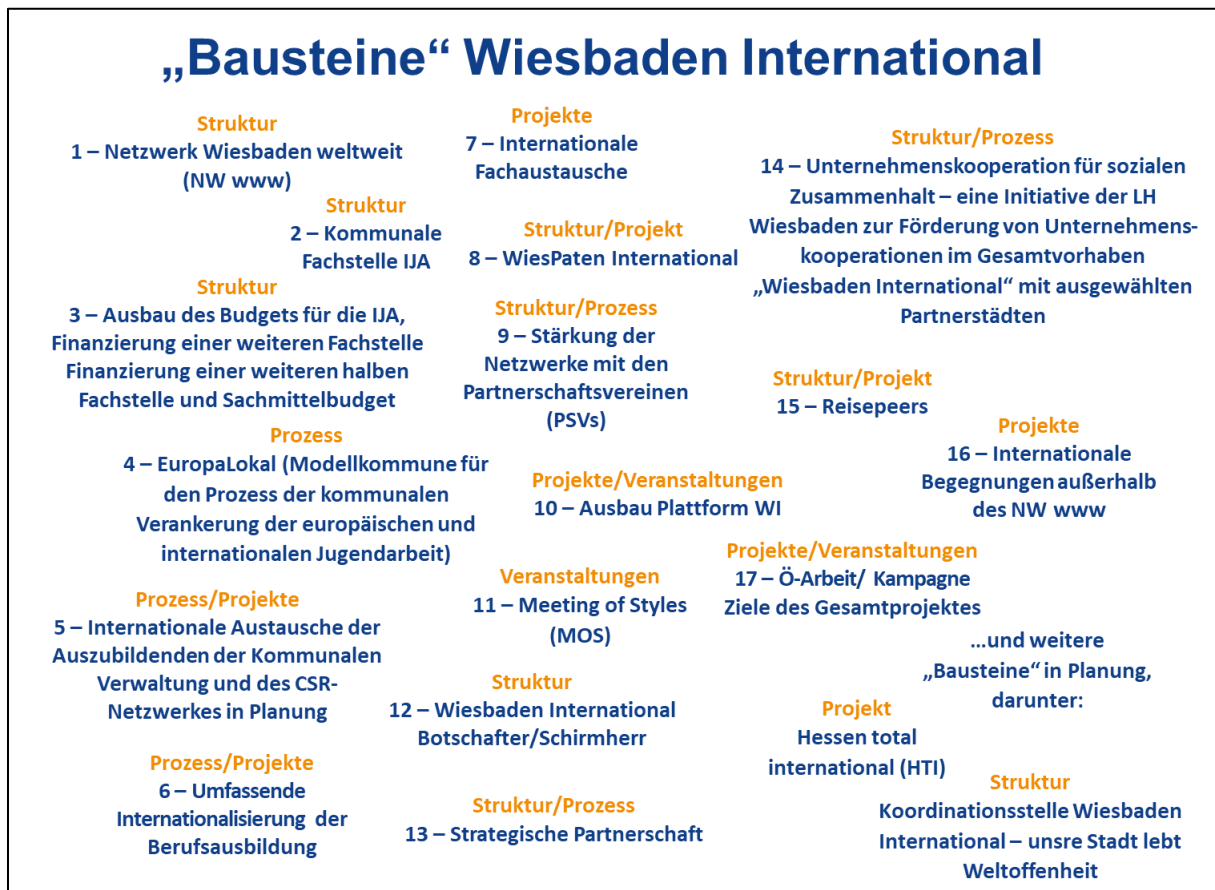 „Bausteine“ Wiesbaden International
Struktur
1 – Netzwerk Wiesbaden weltweit
(NW www)
Struktur
2 – Kommunale
Fachstelle IJA
Struktur
3 – Ausbau des Budgets für die IJA,
Finanzierung einer weiteren Fachstelle
Finanzierung einer weiteren halben
Fachstelle und Sachmittelbudget
Prozess
4 – EuropaLokal (Modellkommune für
den Prozess der kommunalen
Verankerung der europäischen und
internationalen Jugendarbeit)
Prozess/Projekte
5 – Internationale Austausche der
Auszubildenden der Kommunalen
Verwaltung und des CSR-
Netzwerkes in Planung
Prozess/Projekte
6 – Umfassende
Internationalisierung der
Berufsausbildung
Projekte
7 – Internationale
Fachaustausche
Struktur/Projekt
8 – WiesPaten International
Struktur/Prozess
9 – Stärkung der
Netzwerke mit den
Partnerschaftsvereinen
(PSVs)
Projekte/Veranstaltungen
10 – Ausbau Plattform WI
Veranstaltungen
11 – Meeting of Styles
(MOS)
Struktur
12 – Wiesbaden International
Botschafter/Schirmherr
Struktur/Prozess
13 – Strategische Partnerschaft
Struktur/Prozess
14 – Unternehmenskooperation für sozialen
Zusammenhalt – eine Initiative der LH
Wiesbaden zur Förderung von Unternehmens-
kooperationen im Gesamtvorhaben
„Wiesbaden International“ mit ausgewählten
Partnerstädten
Struktur/Projekt
15 – Reisepeers
Projekte
16 – Internationale
Begegnungen außerhalb
des NW www
Projekte/Veranstaltungen
17 – Ö-Arbeit/ Kampagne
Ziele des Gesamtprojektes
…und weitere
„Bausteine“ in Planung,
darunter:
Projekt
Hessen total
international (HTI)
Struktur
Koordinationsstelle Wiesbaden
International – unsre Stadt lebt
Weltoffenheit